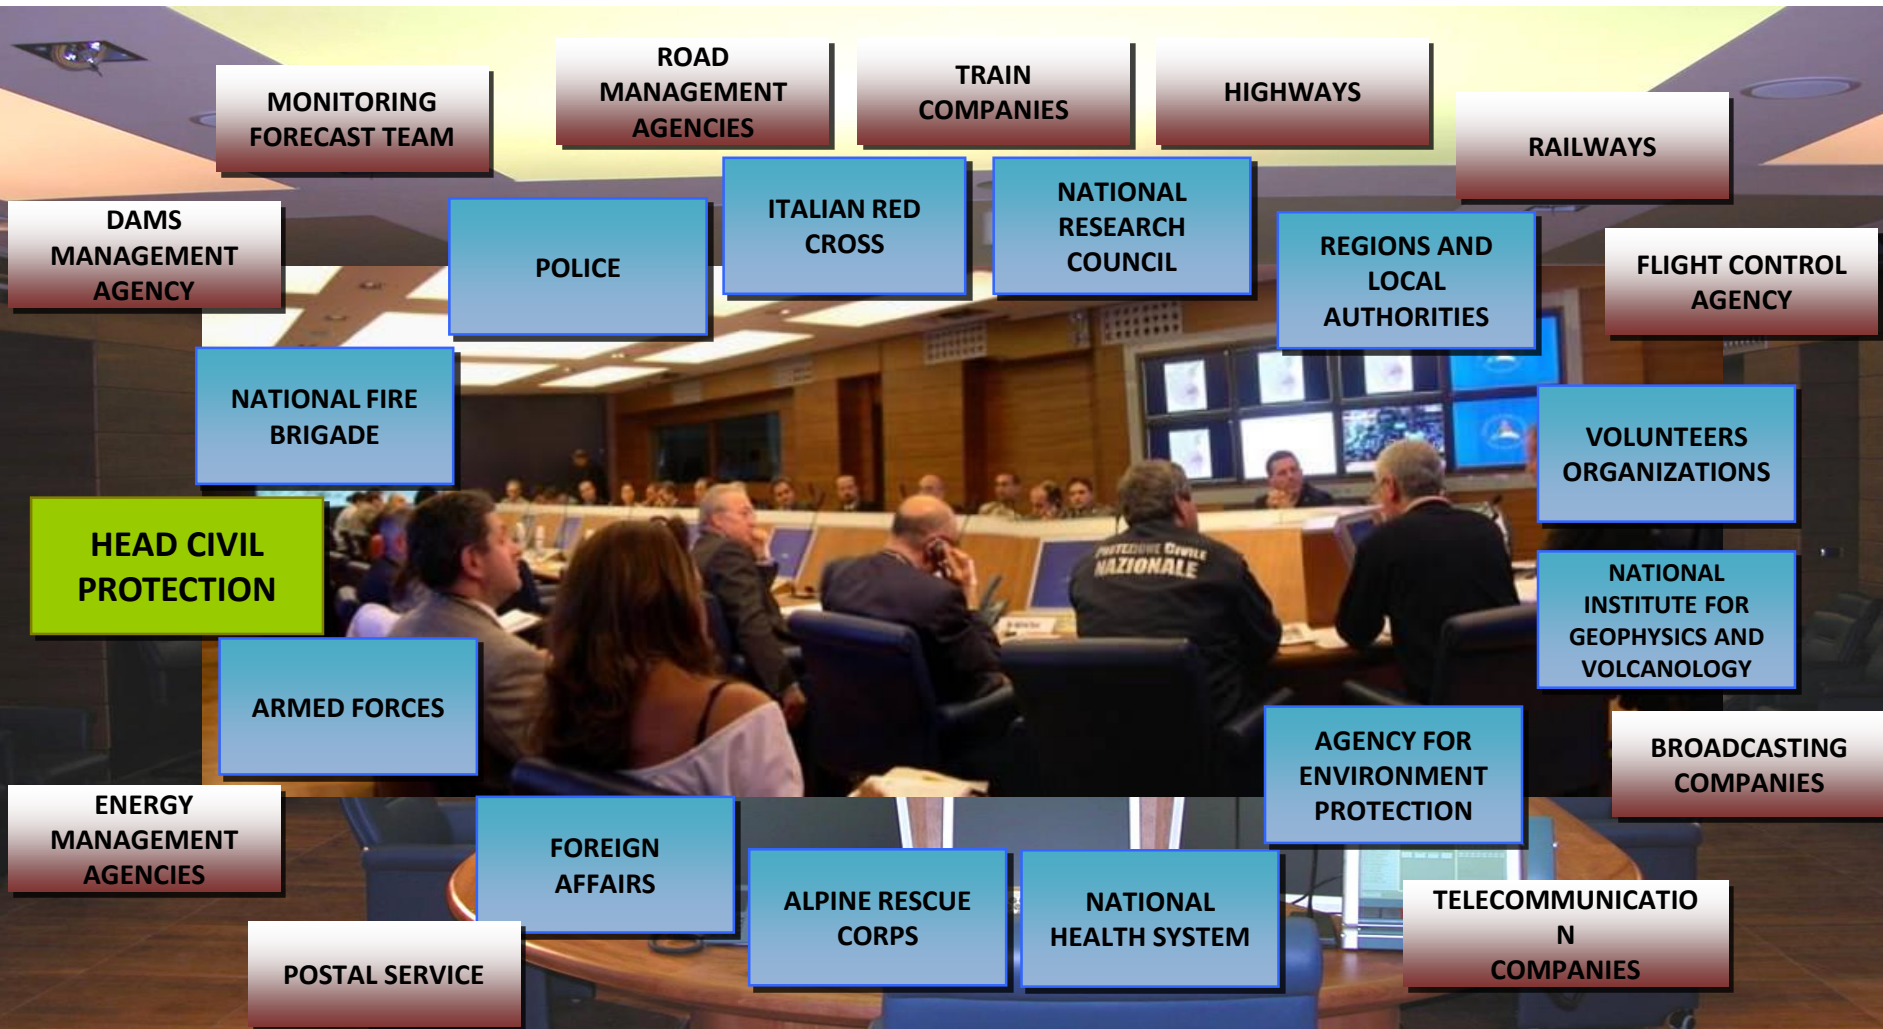 ROAD
MANAGEMENT
AGENCIES
TRAIN
COMPANIES
HIGHWAYS
MONITORING
FORECAST TEAM
RAILWAYS
DAMS
MANAGEMENT
AGENCY
POLICE
ITALIAN RED
CROSS
NATIONAL
RESEARCH
COUNCIL
REGIONS AND
LOCAL
AUTHORITIES
FLIGHT CONTROL
AGENCY
NATIONAL FIRE
BRIGADE
VOLUNTEERS
ORGANIZATIONS
HEAD CIVIL
PROTECTION
PROTEZIONE CIVILE
NAZIONALE
NATIONAL
INSTITUTE FOR
GEOPHYSICS AND
VOLCANOLOGY
ARMED FORCES
AGENCY FOR
ENVIRONMENT
PROTECTION
BROADCASTING
COMPANIES
ENERGY
MANAGEMENT
AGENCIES
FOREIGN
AFFAIRS
ALPINE RESCUE
CORPS
NATIONAL
HEALTH SYSTEM
TELECOMMUNICATIO
N
COMPANIES
POSTAL SERVICE